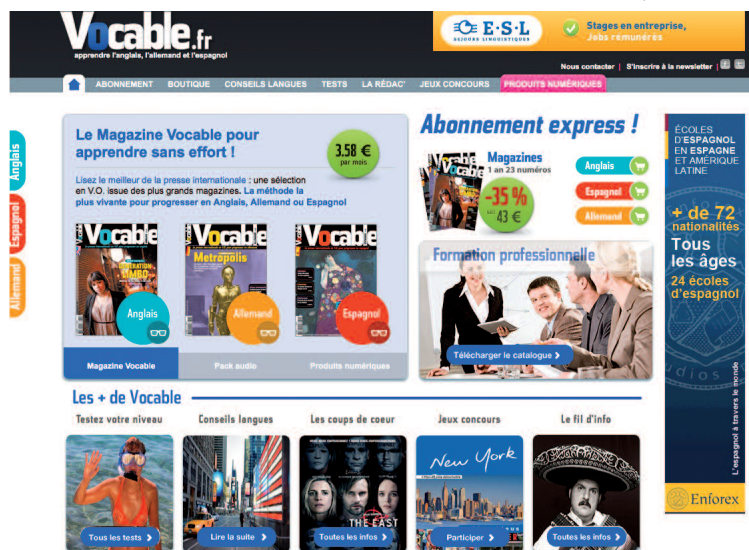 Vocable.fr
apprendre l'anglais, l'allemand et l'espagnol
E·S·L
SEJOURS LINGUISTIQUES
Stages en entreprise,
Jobs rémunérés
Nous contacter | S'inscrire à la newsletter |
ABONNEMENT BOUTIQUE CONSEILS LANGUES TESTS LA RÉDAC' JEUX CONCOURS PRODUITS NUMÉRIQUES
Anglais
Espagnol
Allemand
Le Magazine Vocable pour
apprendre sans effort !
3.58 €
par mois
Lisez le meilleur de la presse internationale : une sélection
en V.O. issue des plus grands magazines. La méthode la
plus vivante pour progresser en Anglais, Allemand ou Espagnol
Vocable
Vocable
Metropolis
Vocable
Anglais
Allemand
Espagnol
Magazine Vocable
Pack audio
Produits numériques
Abonnement express !
Magazines
1 an 23 numéros
-35 %
43 €
Anglais
Espagnol
Allemand
Formation professionnelle
Télécharger le catalogue
ÉCOLES
D'ESPAGNOL
EN ESPAGNE
ET AMÉRIQUE
LATINE
+ de 72
nationalités
Tous
les âges
24 écoles
d'espagnol
L'espagnol à travers le monde
Enforex
Les + de Vocable
Testez votre niveau
Conseils langues
Les coups de coeur
Jeux concours
Le fil d'info
New York
THE EAST
Tous les tests
Lire la suite
Toutes les infos
Participer
Toutes les infos